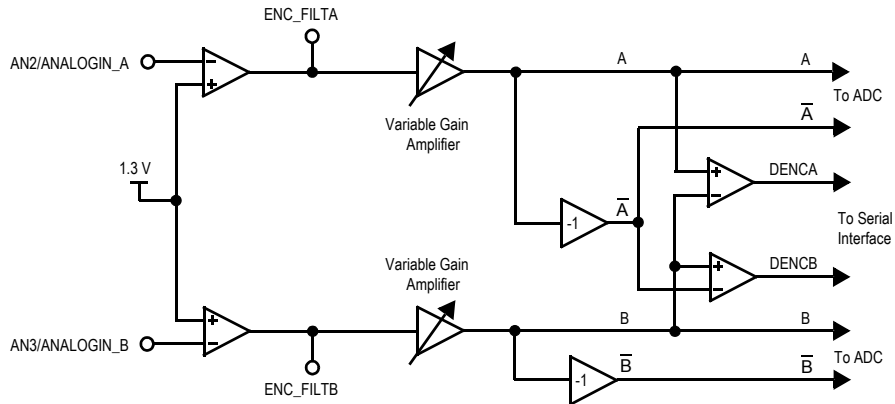 ENC_FILTA
AN2/ANALOGIN_A
−
+
A
A
To ADC
A̅
Variable Gain
Amplifier
1.3 V
+
−
DENCA
-1
A̅
To Serial
Interface
Variable Gain
Amplifier
+
−
DENCB
+
−
AN3/ANALOGIN_B
B
B
To ADC
ENC_FILTB
-1
B̅
B̅